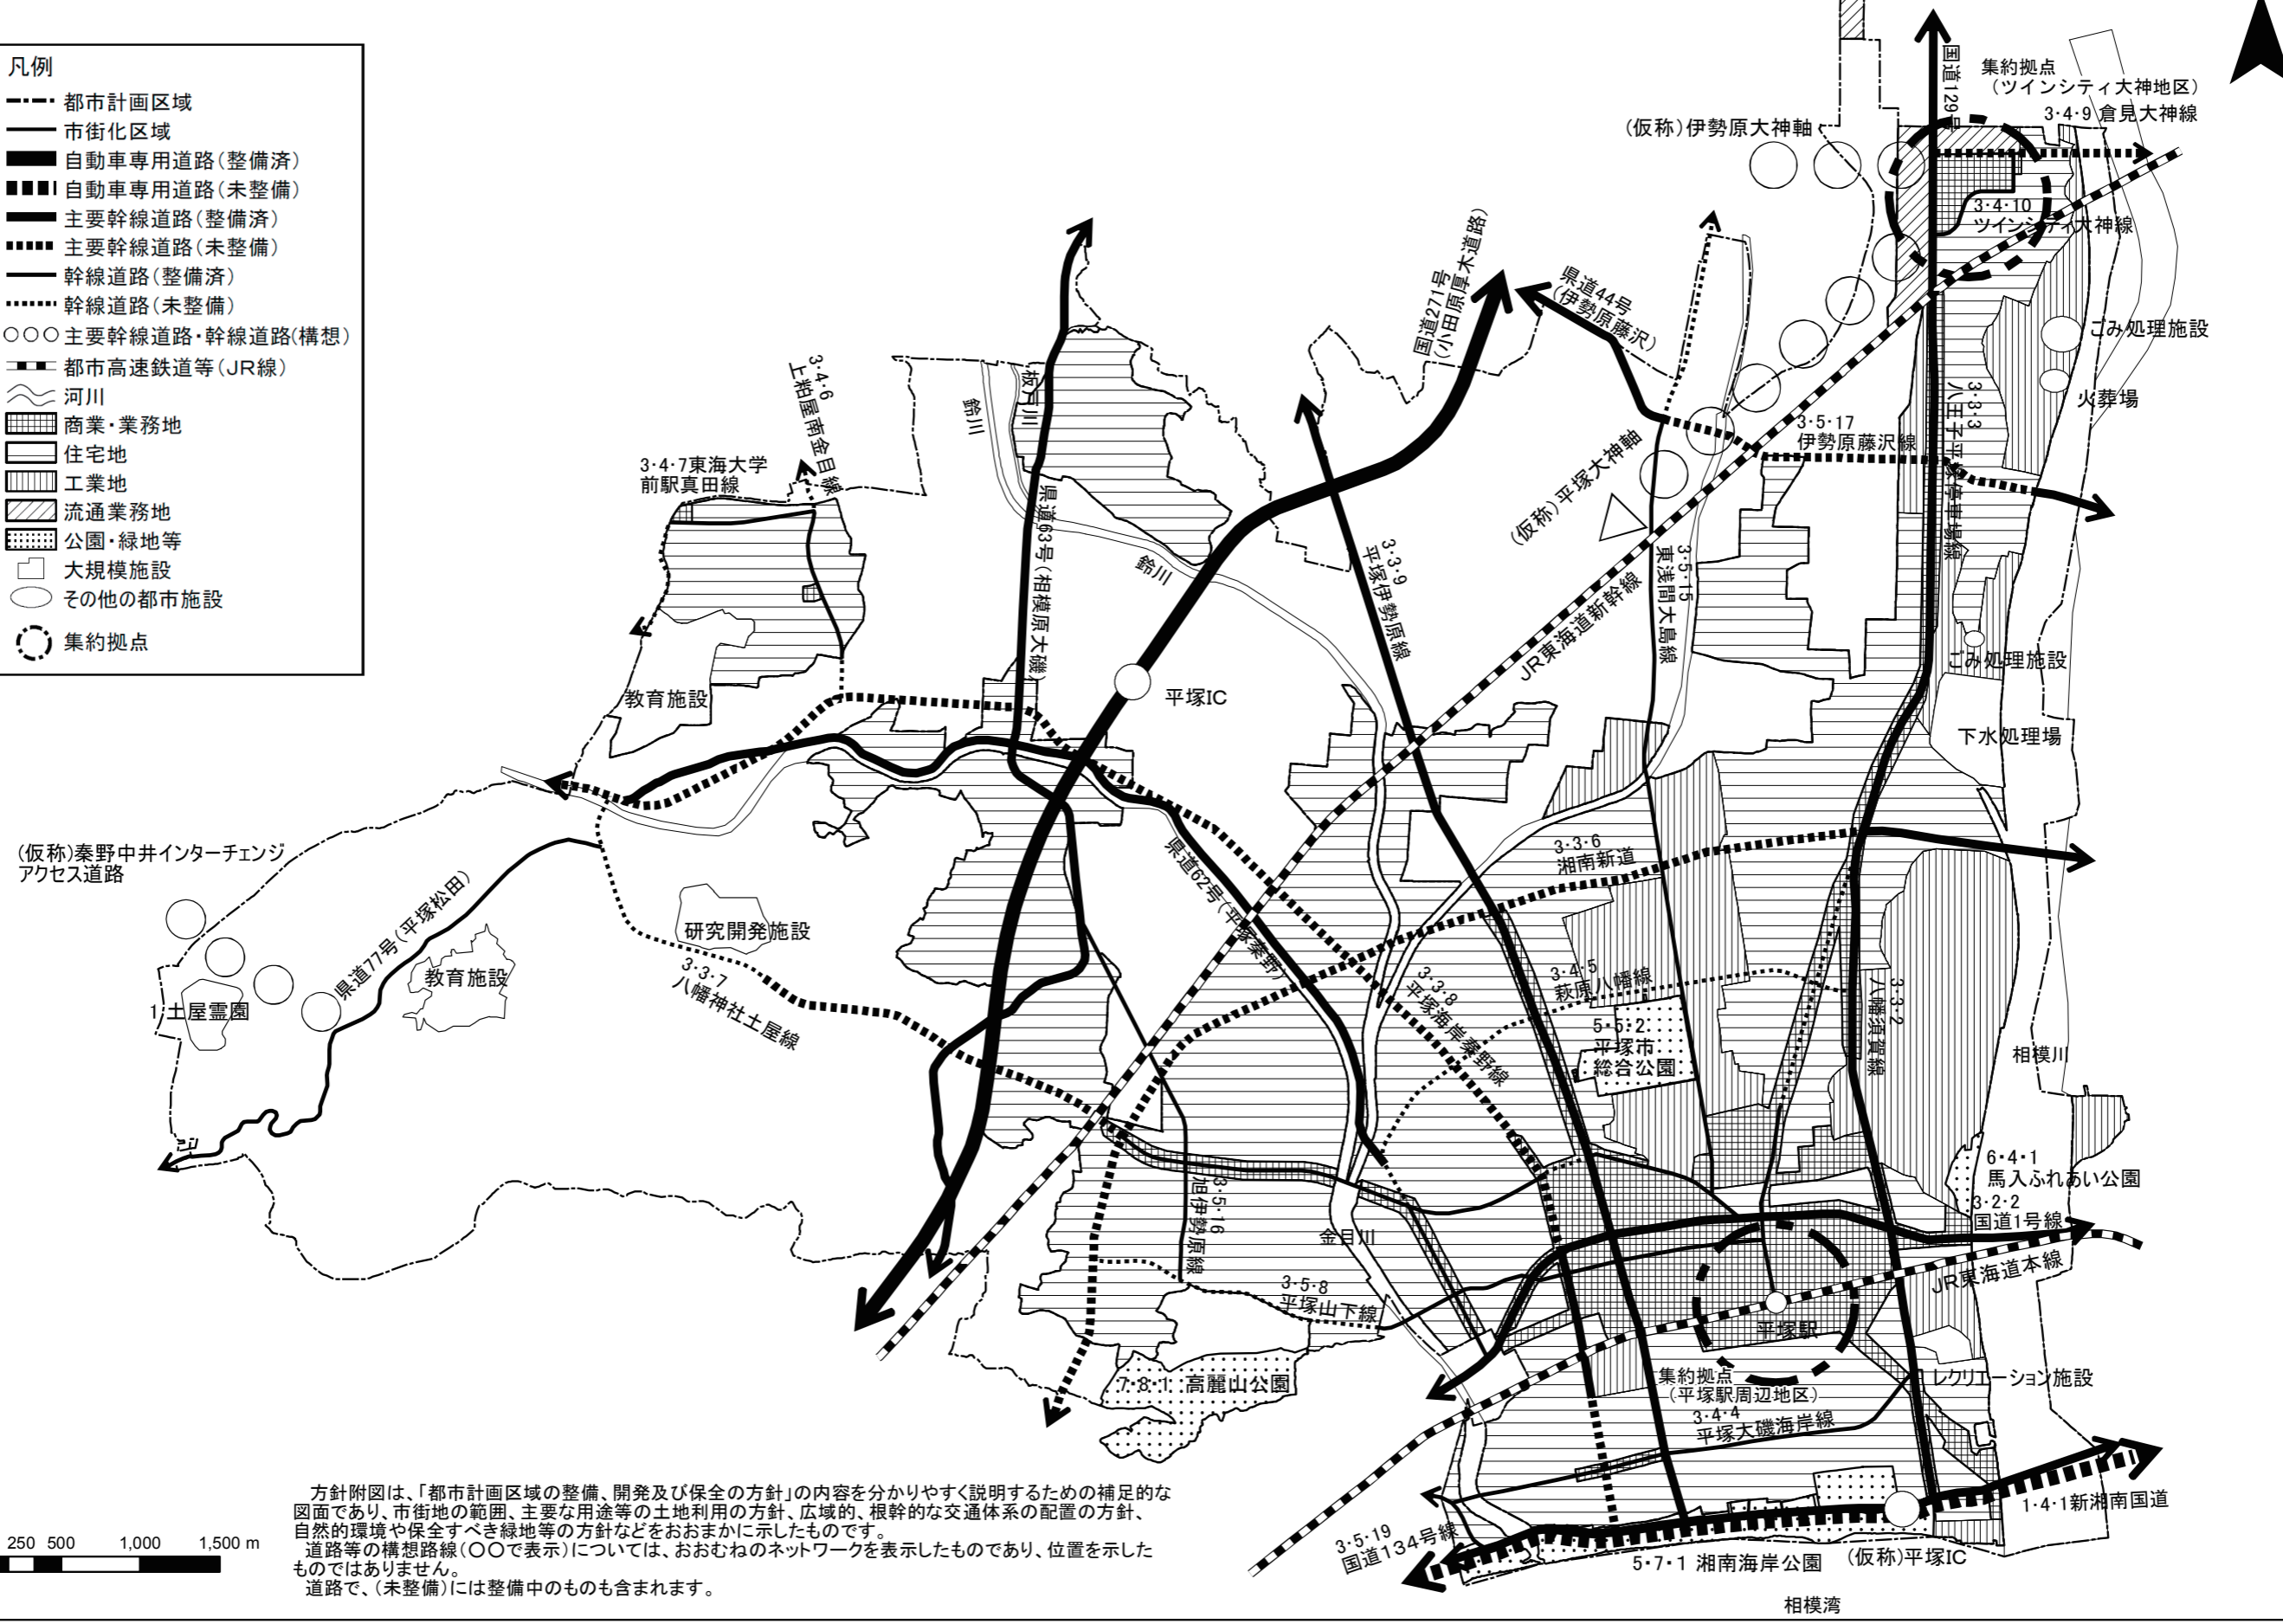 凡例
都市計画区域
市街化区域
自動車専用道路(整備済)
自動車専用道路(未整備)
主要幹線道路(整備済)
主要幹線道路(未整備)
幹線道路(整備済)
幹線道路(未整備)
主要幹線道路・幹線道路(構想)
都市高速鉄道等(JR線)
河川
商業・業務地
住宅地
工業地
流通業務地
公園・緑地等
大規模施設
その他の都市施設
集約拠点
国道129号
集約拠点
(ツインシティ大神地区)
3・4・9 倉見大神線
(仮称)伊勢原大神軸
3・4・10
ツインシティ大神線
国道271号
(小田原厚木道路)
県道44号
(伊勢原藤沢)
ごみ処理施設
火葬場
3・3・3
八王子平塚停車場線
3・5・17
伊勢原藤沢線
3・4・6
上粕屋南金目線
鈴川
板戸川
3・4・7東海大学
前駅真田線
県道63号(相模原大磯)
鈴川
(仮称)平塚大神軸
3・3・9
平塚伊勢原線
3・5・15
東浅間大島線
JR東海道新幹線
ごみ処理施設
教育施設
平塚IC
下水処理場
(仮称)秦野中井インターチェンジ
アクセス道路
県道77号(平塚松田)
教育施設
研究開発施設
3・3・7
八幡神社土屋線
1 土屋霊園
県道62号(平塚秦野)
3・3・6
湘南新道
3・4・5
萩原八幡線
3・3・8
平塚海岸秦野線
5・5・2
平塚市
総合公園
3・3・2
八幡須賀線
相模川
6・4・1
馬入ふれあい公園
3・2・2
国道1号線
JR東海道本線
3・5・16
旭伊勢原線
金目川
3・5・8
平塚山下線
平塚駅
7・8・1 高麗山公園
集約拠点
(平塚駅周辺地区)
レクリエーション施設
3・4・4
平塚大磯海岸線
1・4・1新湘南国道
3・5・19
国道134号線
5・7・1 湘南海岸公園
(仮称)平塚IC
相模湾
方針附図は、「都市計画区域の整備、開発及び保全の方針」の内容を分かりやすく説明するための補足的な
図面であり、市街地の範囲、主要な用途等の土地利用の方針、広域的、根幹的な交通体系の配置の方針、
自然的環境や保全すべき緑地等の方針などをおおまかに示したものです。
道路等の構想路線(〇〇で表示)については、おおむねのネットワークを表示したものであり、位置を示した
ものではありません。
道路で、(未整備)には整備中のものも含まれます。
250 500 1,000 1,500 m